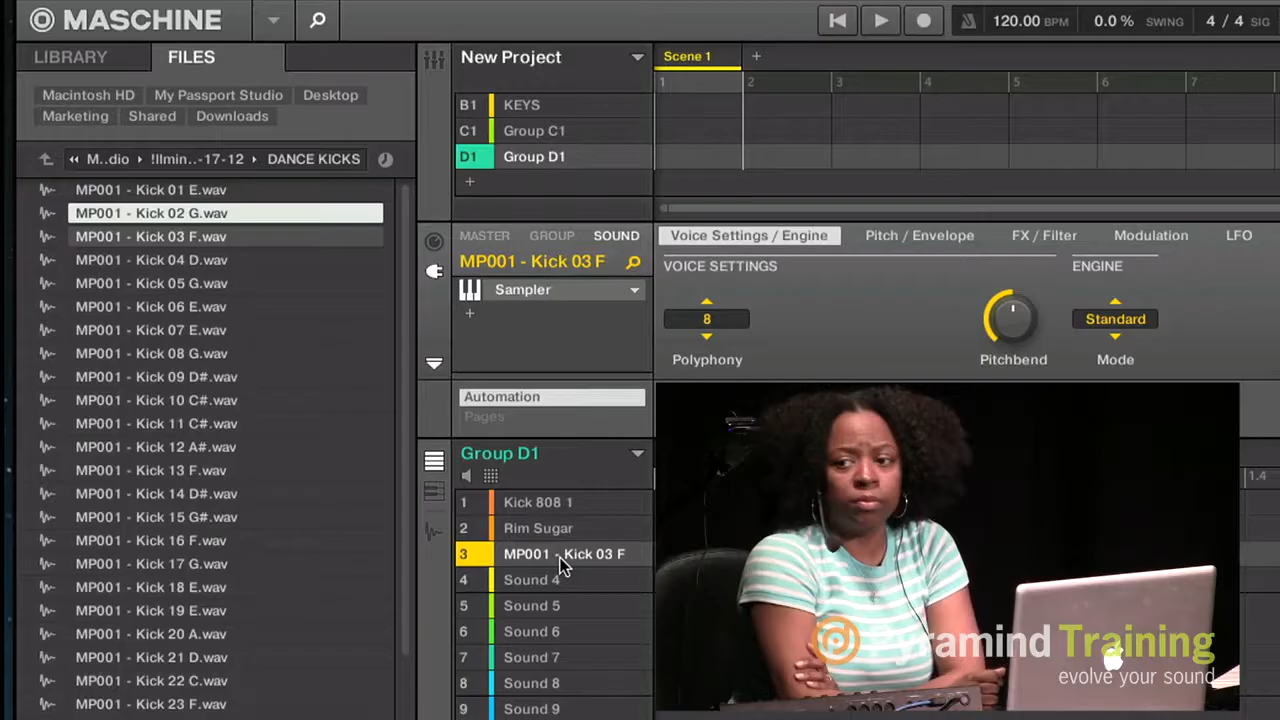 MASCHINE
120.00 BPM 0.0 % SWING 4 / 4 SIG
LIBRARY FILES
Macintosh HD My Passport Studio Desktop
Marketing Shared Downloads
M..dio !Ilmin..-17-12 DANCE KICKS
MP001 - Kick 01 E.wav
MP001 - Kick 02 G.wav
MP001 - Kick 03 F.wav
MP001 - Kick 04 D.wav
MP001 - Kick 05 G.wav
MP001 - Kick 06 E.wav
MP001 - Kick 07 E.wav
MP001 - Kick 08 G.wav
MP001 - Kick 09 D#.wav
MP001 - Kick 10 C#.wav
MP001 - Kick 11 C#.wav
MP001 - Kick 12 A#.wav
MP001 - Kick 13 F.wav
MP001 - Kick 14 D#.wav
MP001 - Kick 15 G#.wav
MP001 - Kick 16 F.wav
MP001 - Kick 17 G.wav
MP001 - Kick 18 E.wav
MP001 - Kick 19 E.wav
MP001 - Kick 20 A.wav
MP001 - Kick 21 D.wav
MP001 - Kick 22 C.wav
MP001 - Kick 23 F.wav
New Project
Scene 1 +
1 2 3 4 5 6 7
B1 KEYS
C1 Group C1
D1 Group D1
+
MASTER GROUP SOUND
MP001 - Kick 03 F
Sampler
+
Voice Settings / Engine Pitch / Envelope FX / Filter Modulation LFO
VOICE SETTINGS ENGINE
8 Standard
Polyphony Pitchbend Mode
Automation
Pages
Group D1
1.4
1 Kick 808 1
2 Rim Sugar
3 MP001 - Kick 03 F
4 Sound 4
5 Sound 5
6 Sound 6
7 Sound 7
8 Sound 8
9 Sound 9
Pyramind Training
evolve your sound